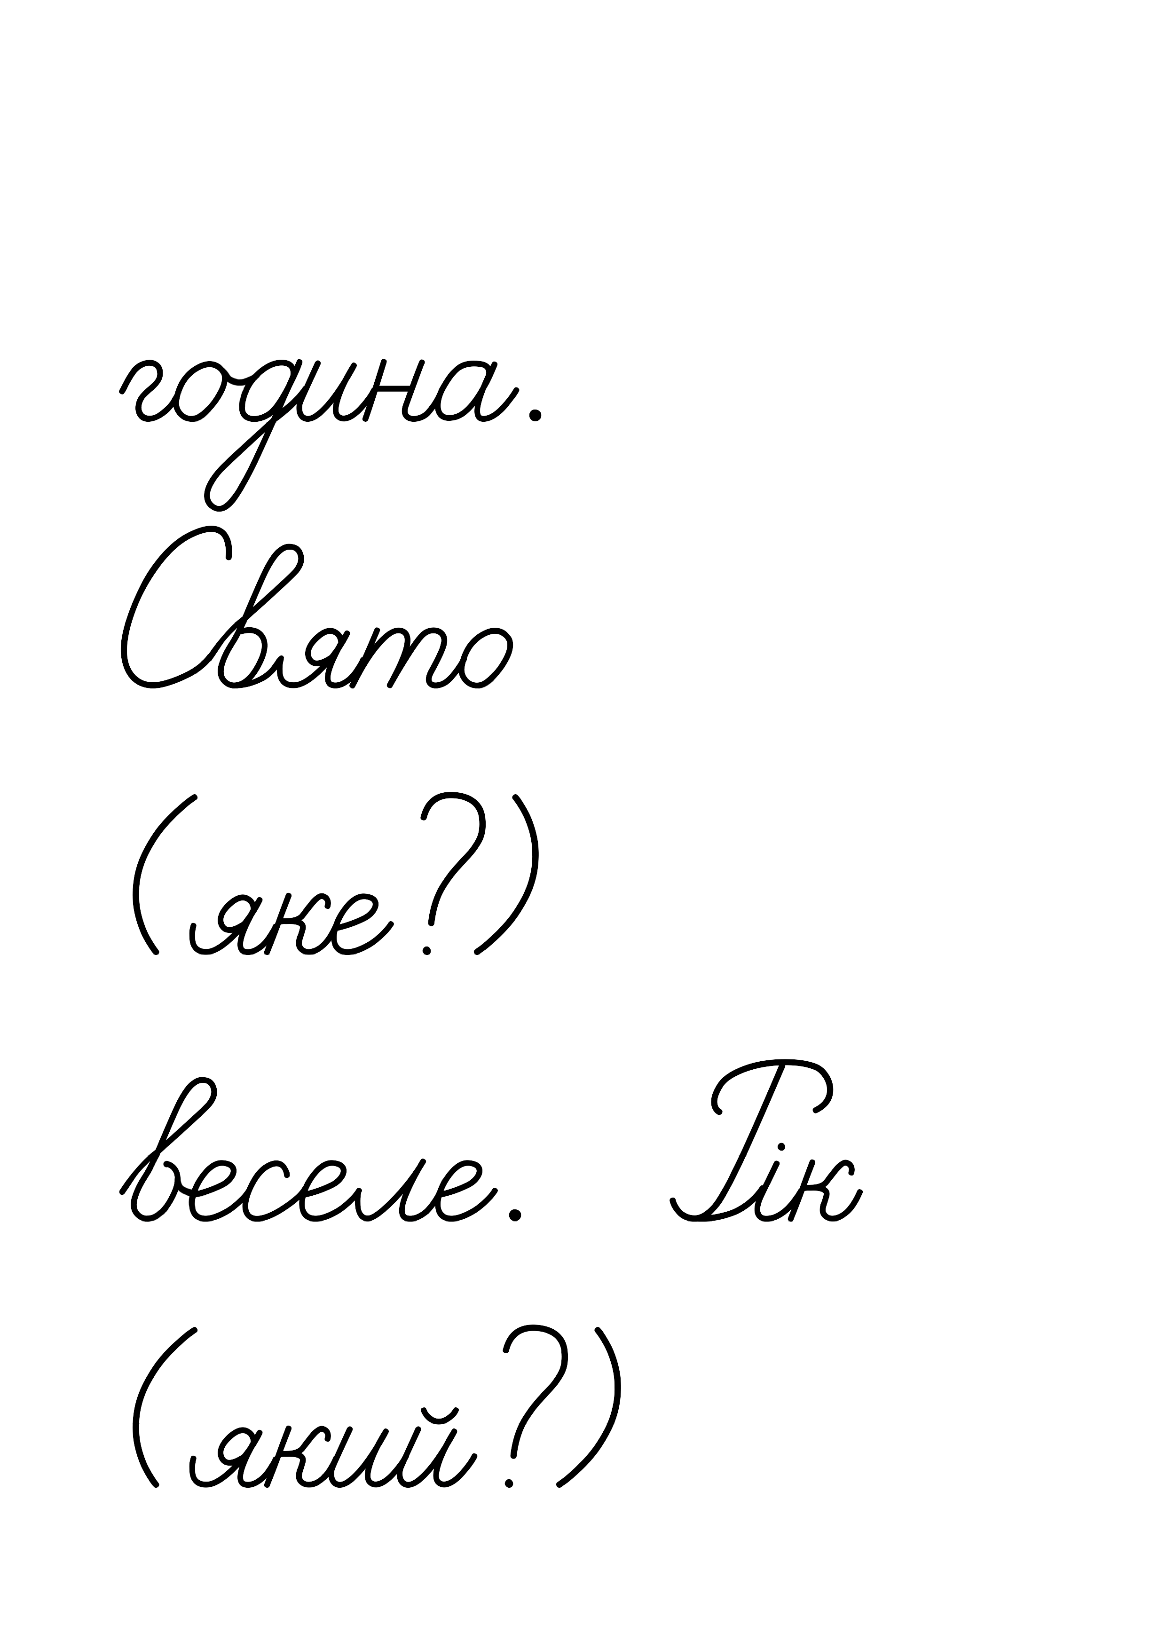 година.
Свято
(яке?)
веселе. Рік
(який?)